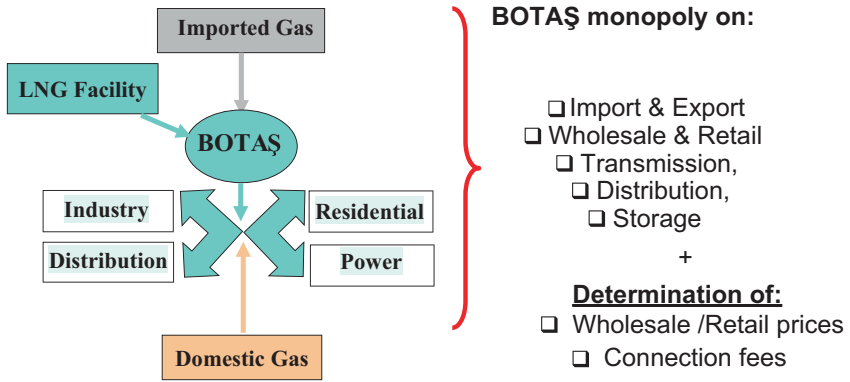 Imported Gas
LNG Facility
BOTAŞ
Industry
Residential
Distribution
Power
Domestic Gas
BOTAŞ monopoly on:
❑ Import & Export
❑ Wholesale & Retail
❑ Transmission,
❑ Distribution,
❑ Storage
+
Determination of:
❑ Wholesale /Retail prices
❑ Connection fees